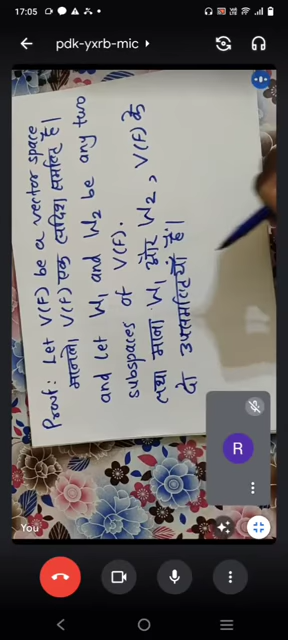 17:05
pdk-yxrb-mic
Proof: Let V(F) be a vector space
मानलो V(F) एक सदिश समष्टि है।
and let W₁ and W₂ be any two
subspaces of V(F).
तथा माना W₁ और W₂, V(F) के
दो उपसमष्टियाँ हैं।
R
You